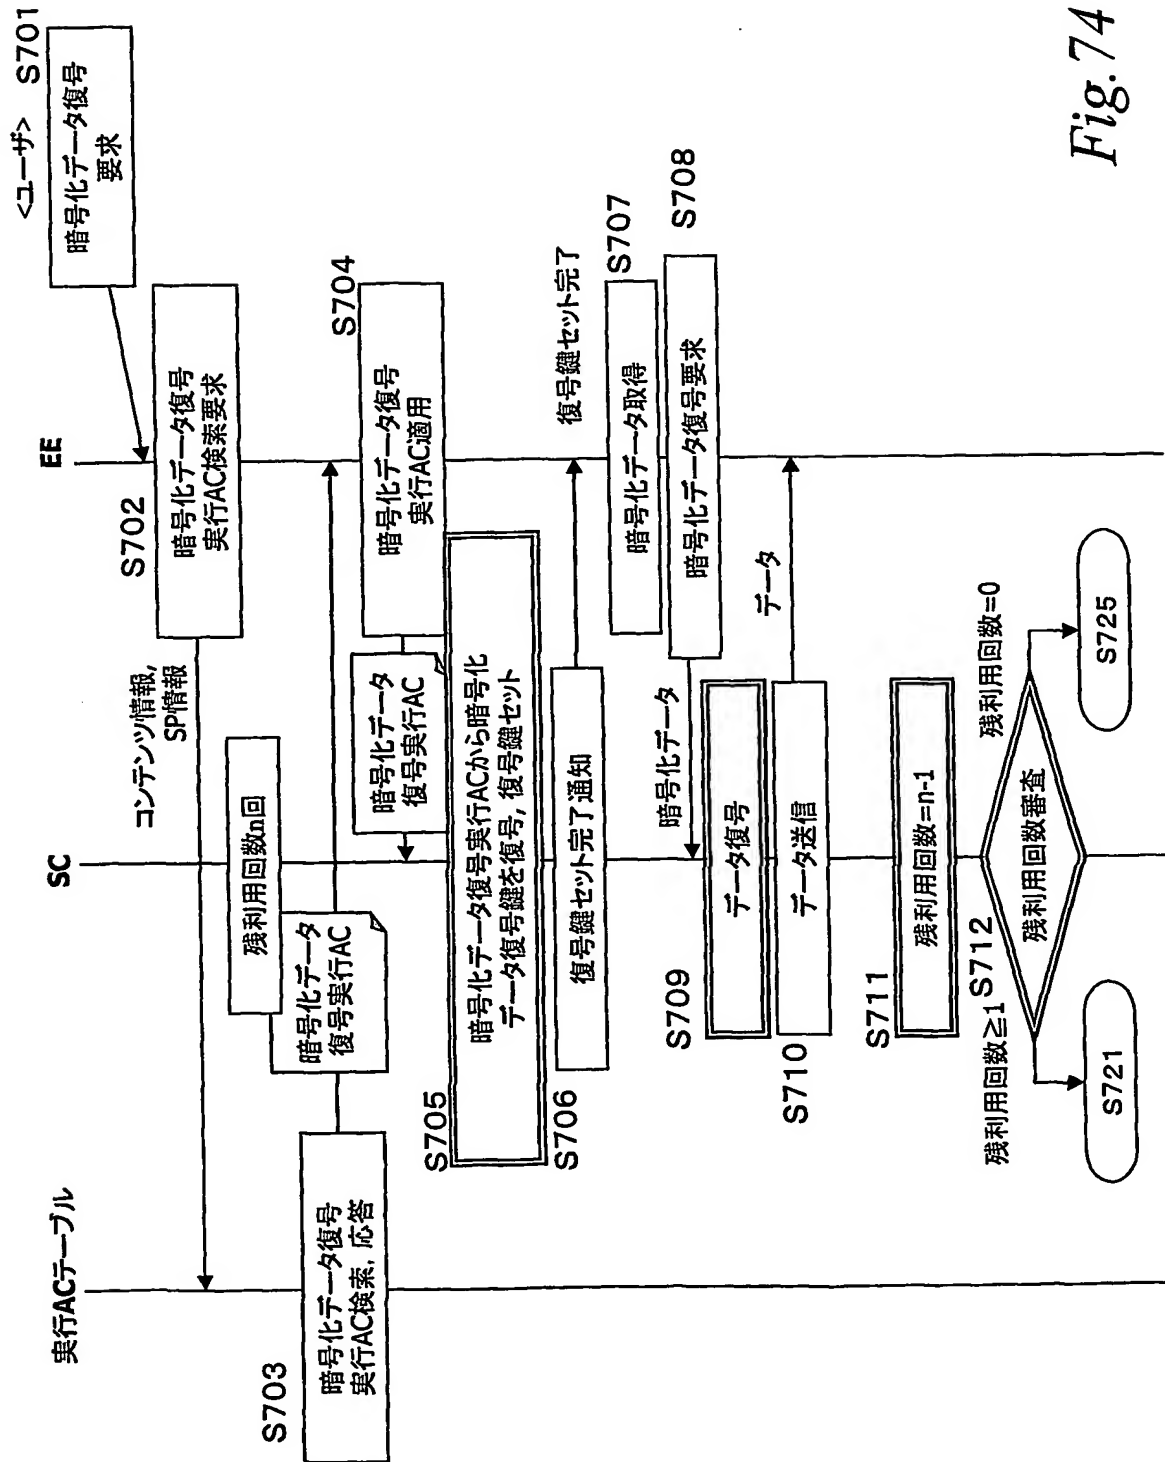 <ユーザ> S701
暗号化データ復号
要求
実行ACテーブル
SC
EE
S702
暗号化データ復号
実行AC検索要求
コンテンツ情報,
SP情報
残利用回数n回
S703
暗号化データ復号
実行AC検索, 応答
暗号化データ
復号実行AC
S704
暗号化データ復号
実行AC適用
暗号化データ
復号実行AC
S705
暗号化データ復号実行ACから暗号化
データ復号鍵を復号, 復号鍵セット
S706
復号鍵セット完了通知
復号鍵セット完了
S707
暗号化データ取得
S708
暗号化データ復号要求
暗号化データ
S709
データ復号
S710
データ送信
データ
S711
残利用回数=n-1
S712
残利用回数審査
残利用回数≧1
残利用回数=0
S721
S725
Fig.74